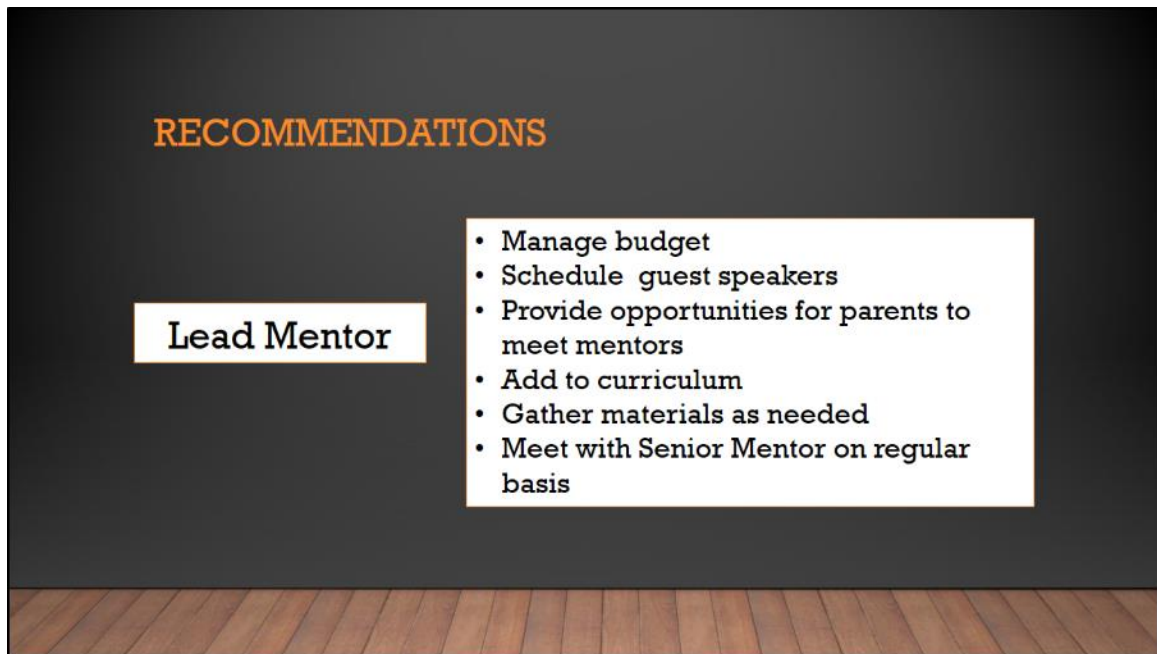 RECOMMENDATIONS
Lead Mentor
• Manage budget
• Schedule  guest speakers
• Provide opportunities for parents to
meet mentors
• Add to curriculum
• Gather materials as needed
• Meet with Senior Mentor on regular
basis